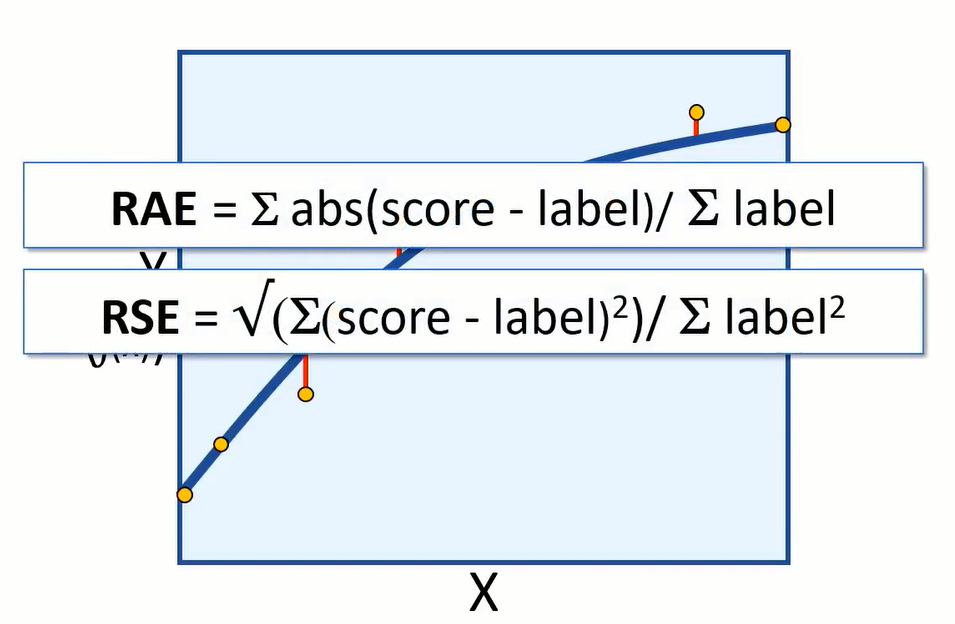 RAE = Σ abs(score - label)/ Σ label
RSE = √(Σ(score - label)²)/ Σ label²
X